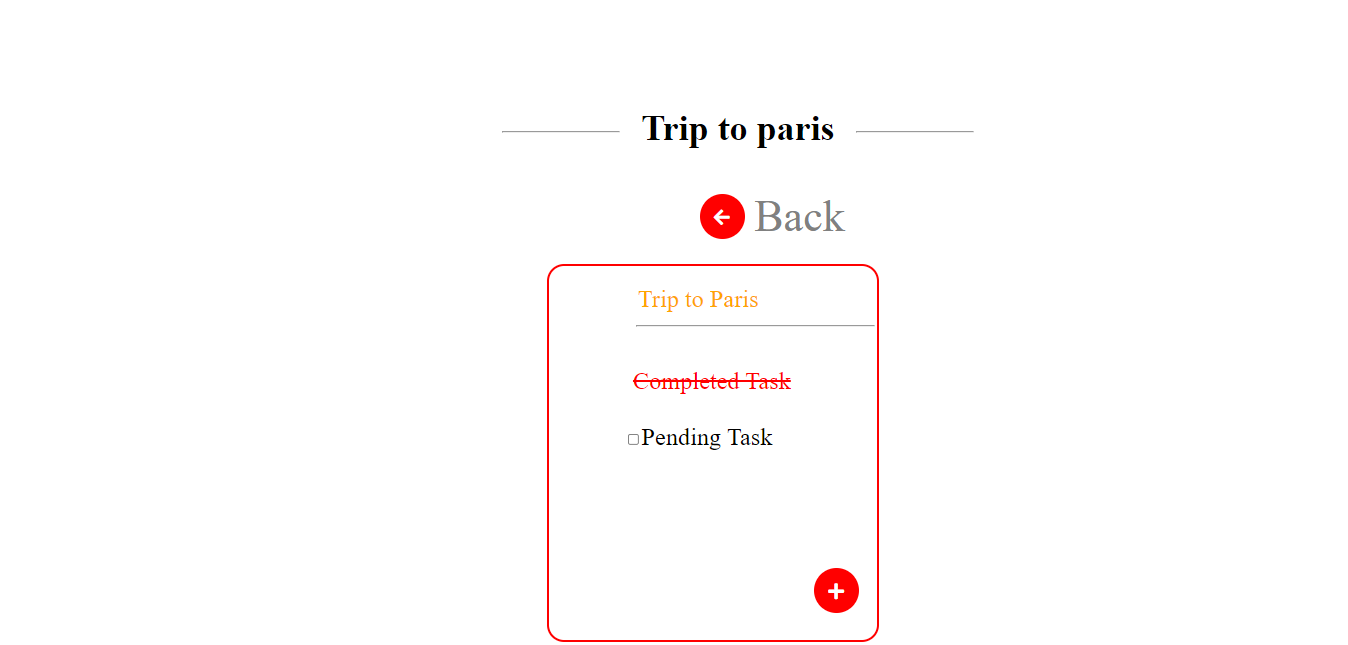 Trip to paris
Back
Trip to Paris
Completed Task
Pending Task